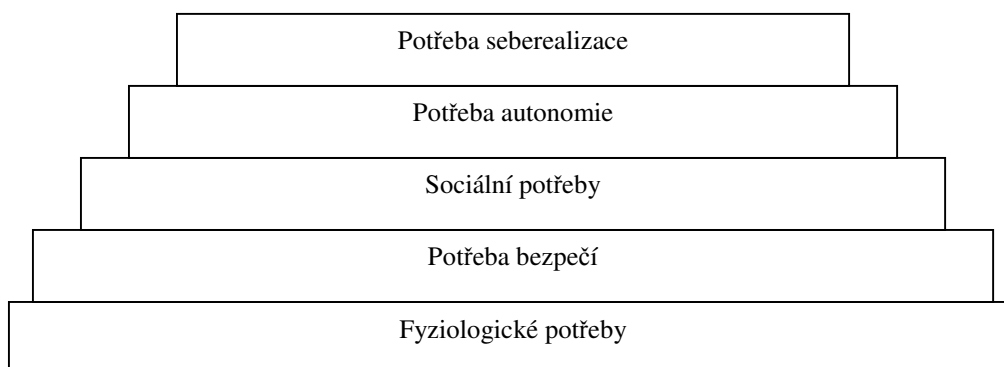 Potřeba seberealizace
Potřeba autonomie
Sociální potřeby
Potřeba bezpečí
Fyziologické potřeby